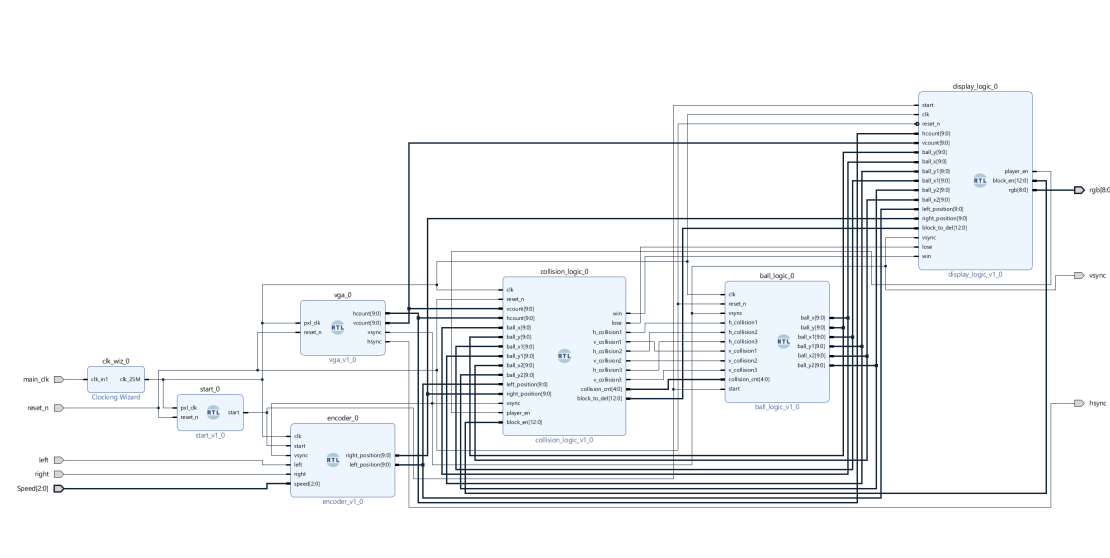 display_logic_0
start
clk
reset_n
hcount[9:0]
vcount[9:0]
ball_y[9:0]
ball_x[9:0]
ball_y1[9:0]
ball_x1[9:0]
ball_y2[9:0]
ball_x2[9:0]
left_position[9:0]
right_position[9:0]
block_to_del[12:0]
vsync
lose
win
player_en
block_en[12:0]
rgb[8:0]
RTL
display_logic_v1_0
rgb[8:0
vsync
hsync
collision_logic_0
clk
reset_n
vcount[9:0]
hcount[9:0]
ball_x[9:0]
ball_y[9:0]
ball_x1[9:0]
ball_y1[9:0]
ball_x2[9:0]
ball_y2[9:0]
left_position[9:0]
right_position[9:0]
vsync
player_en
block_en[12:0]
RTL
win
lose
h_collision1
v_collision1
h_collision2
v_collision2
h_collision3
v_collision3
collision_cnt[4:0]
block_to_del[12:0]
collision_logic_v1_0
ball_logic_0
clk
reset_n
vsync
h_collision1
h_collision2
h_collision3
v_collision1
v_collision2
v_collision3
collision_cnt[4:0]
start
RTL
ball_x[9:0]
ball_y[9:0]
ball_x1[9:0]
ball_y1[9:0]
ball_x2[9:0]
ball_y2[9:0]
ball_logic_v1_0
vga_0
pxl_clk
reset_n
RTL
hcount[9:0]
vcount[9:0]
vsync
hsync
vga_v1_0
clk_wiz_0
clk_in1
clk_25M
Clocking Wizard
start_0
pxl_clk
reset_n
RTL
start
start_v1_0
encoder_0
clk
start
vsync
left
right
speed[2:0]
RTL
right_position[9:0]
left_position[9:0]
encoder_v1_0
main_clk
reset_n
left
right
Speed[2:0]